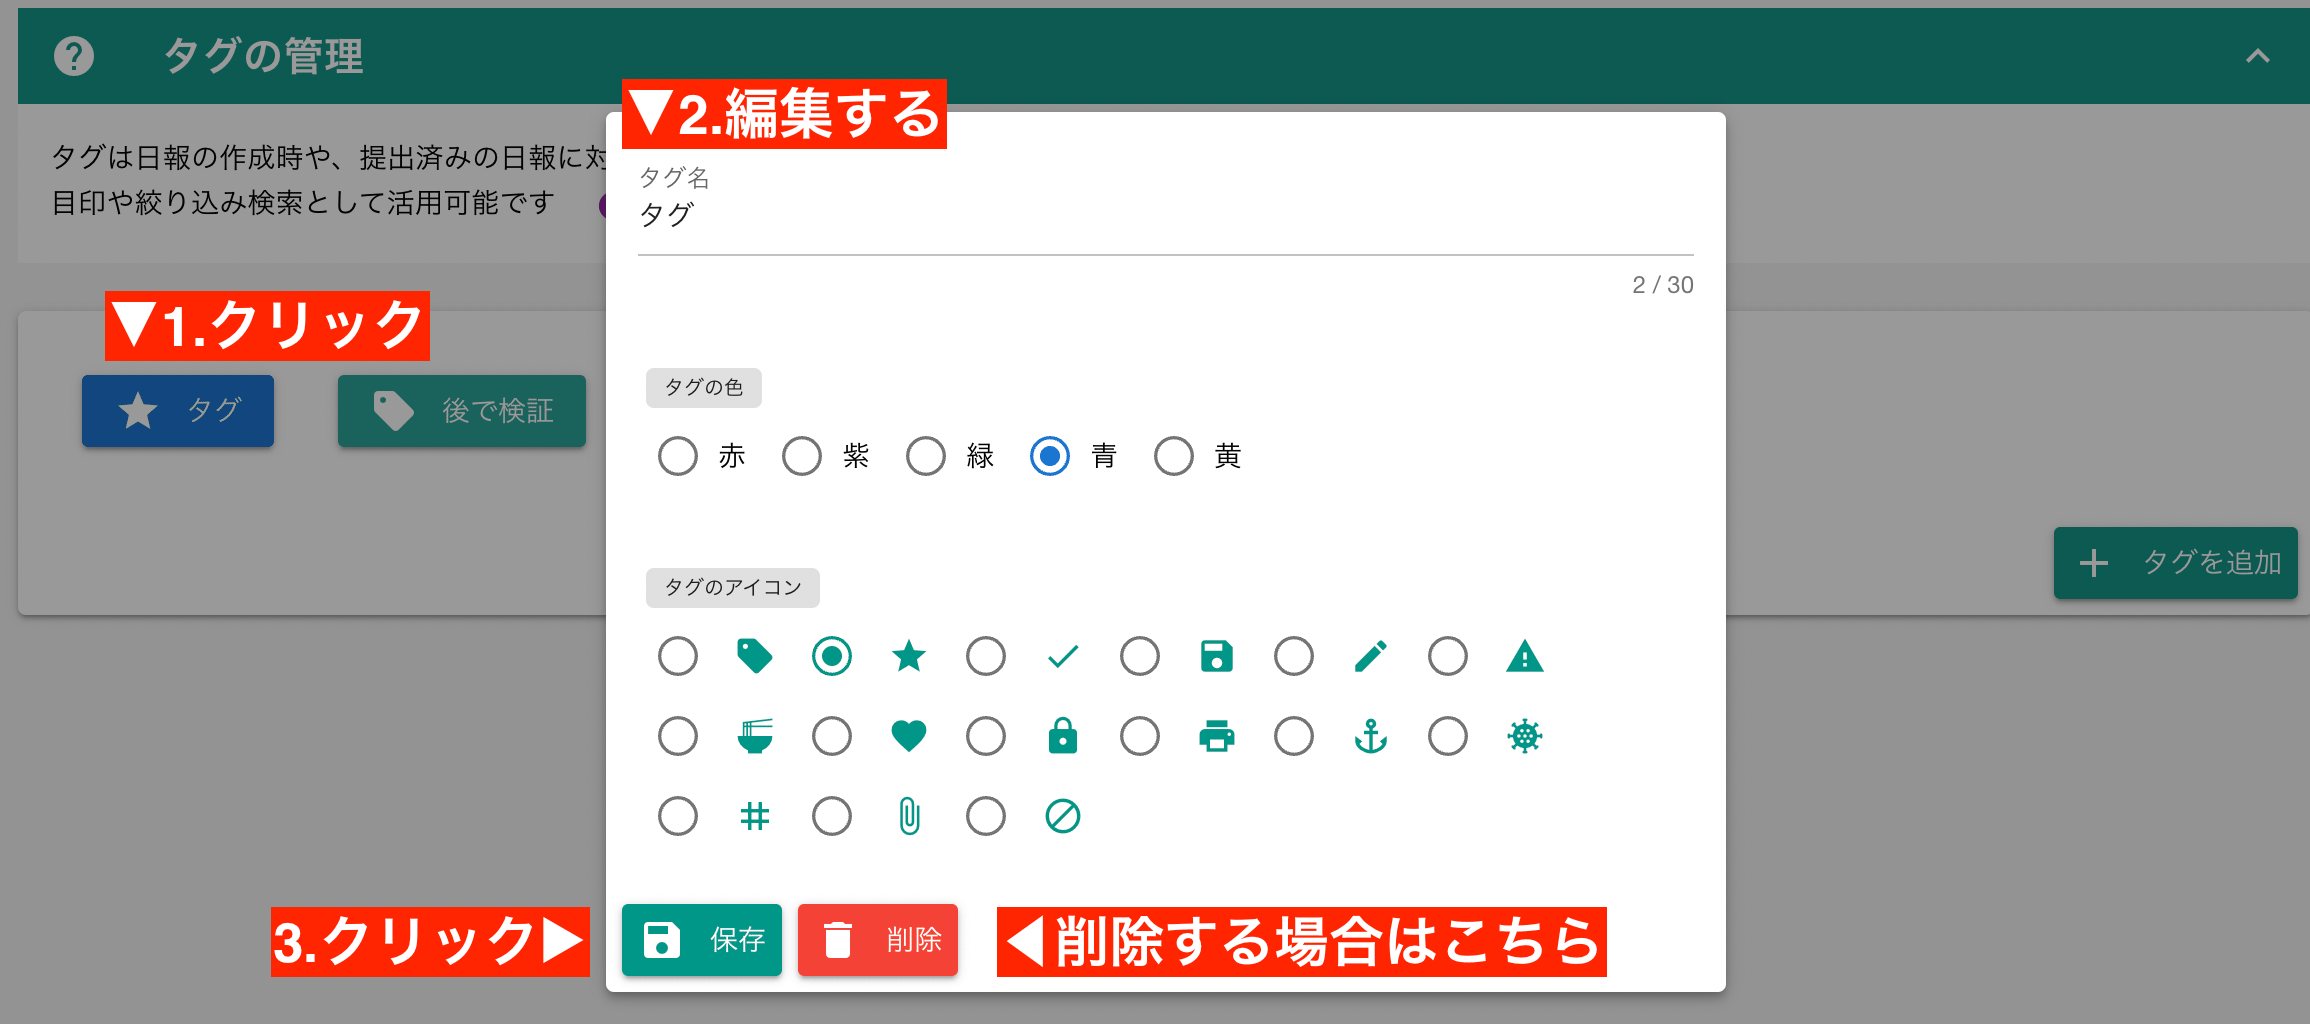 タグの管理
▼2.編集する
タグは日報の作成時や、提出済みの日報に対
目印や絞り込み検索として活用可能です
タグ名
タグ
2 / 30
▼1.クリック
タグ
後で検証
タグの色
赤 紫 緑 青 黄
タグを追加
タグのアイコン
3.クリック▶
保存
削除
◀削除する場合はこちら